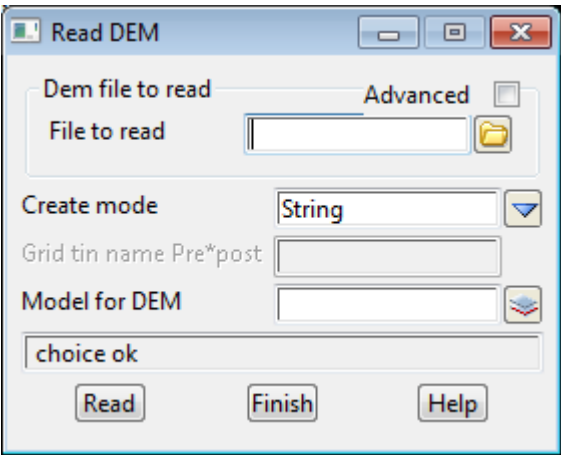 Read DEM
Dem file to read Advanced
File to read
Create mode String
Grid tin name Pre*post
Model for DEM
choice ok
Read Finish Help